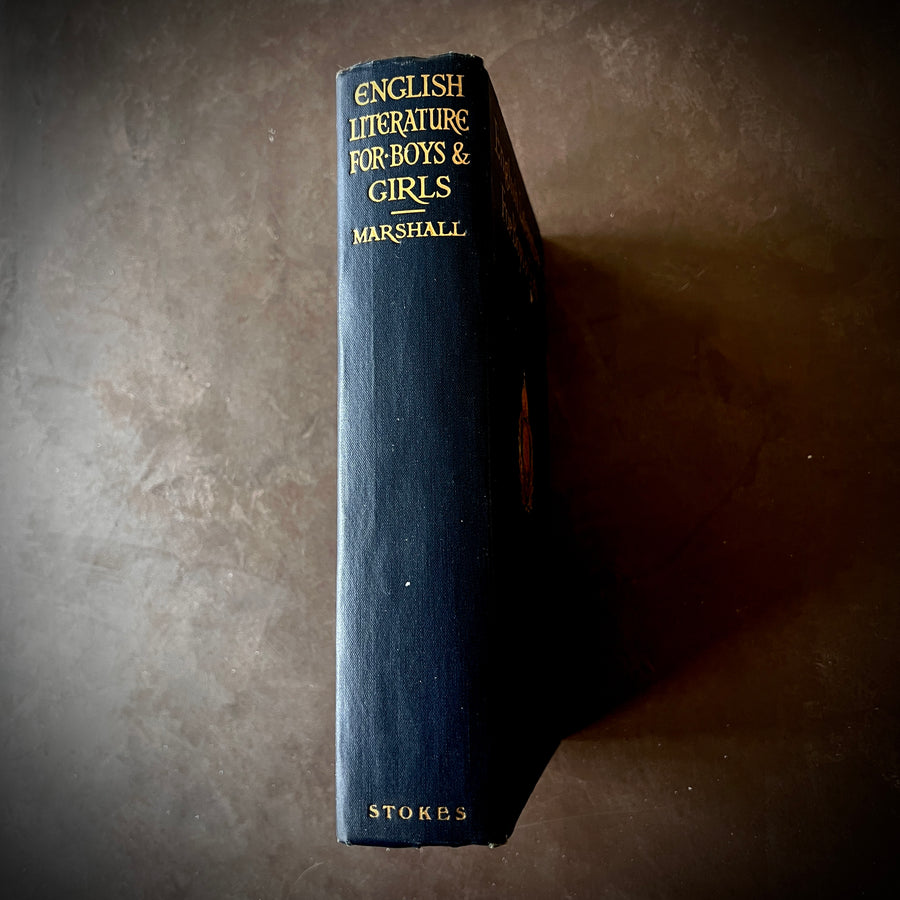 ENGLISH
LITERATURE
FOR·BOYS &
GIRLS
MARSHALL
STOKES